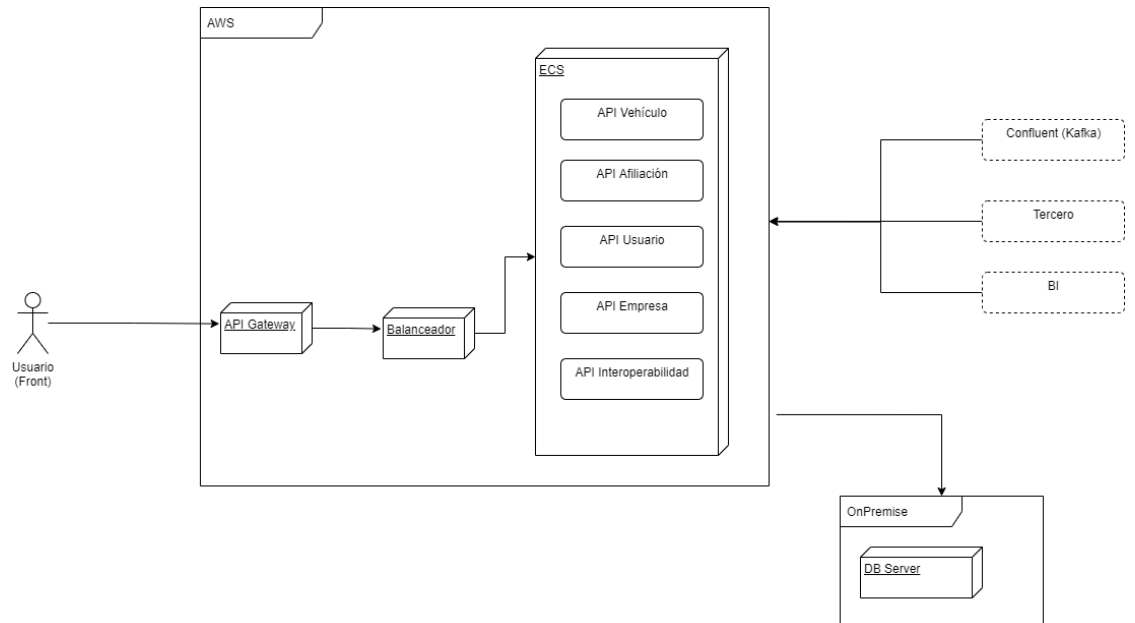 AWS
ECS
API Vehículo
API Afiliación
API Usuario
API Empresa
API Interoperabilidad
API Gateway
Balanceador
Usuario
(Front)
Confluent (Kafka)
Tercero
BI
OnPremise
DB Server